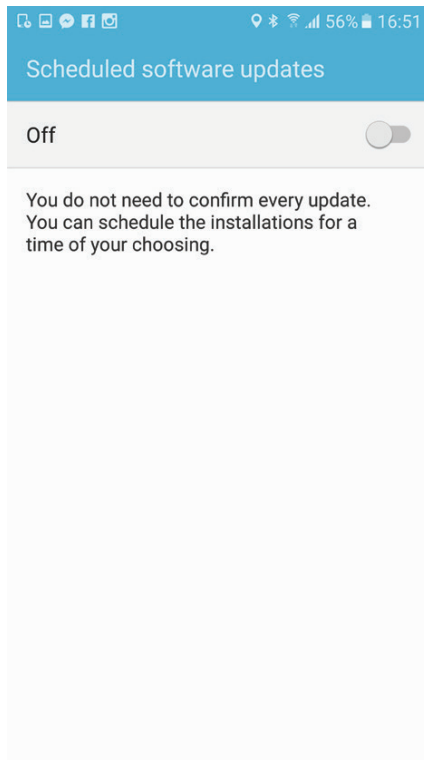 56% 16:51
Scheduled software updates
Off
You do not need to confirm every update.
You can schedule the installations for a
time of your choosing.